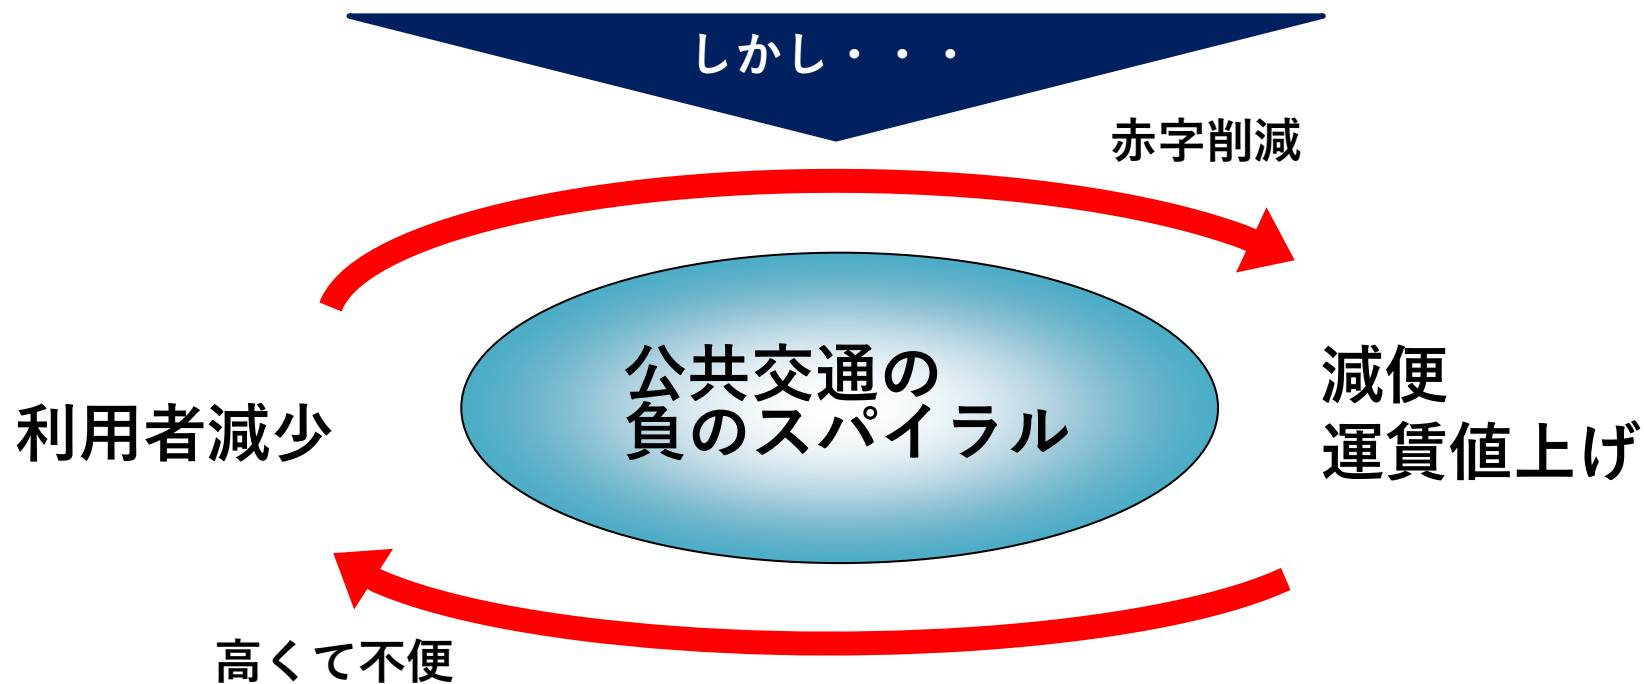 しかし・・・
赤字削減
公共交通の
負のスパイラル
利用者減少
減便
運賃値上げ
高くて不便